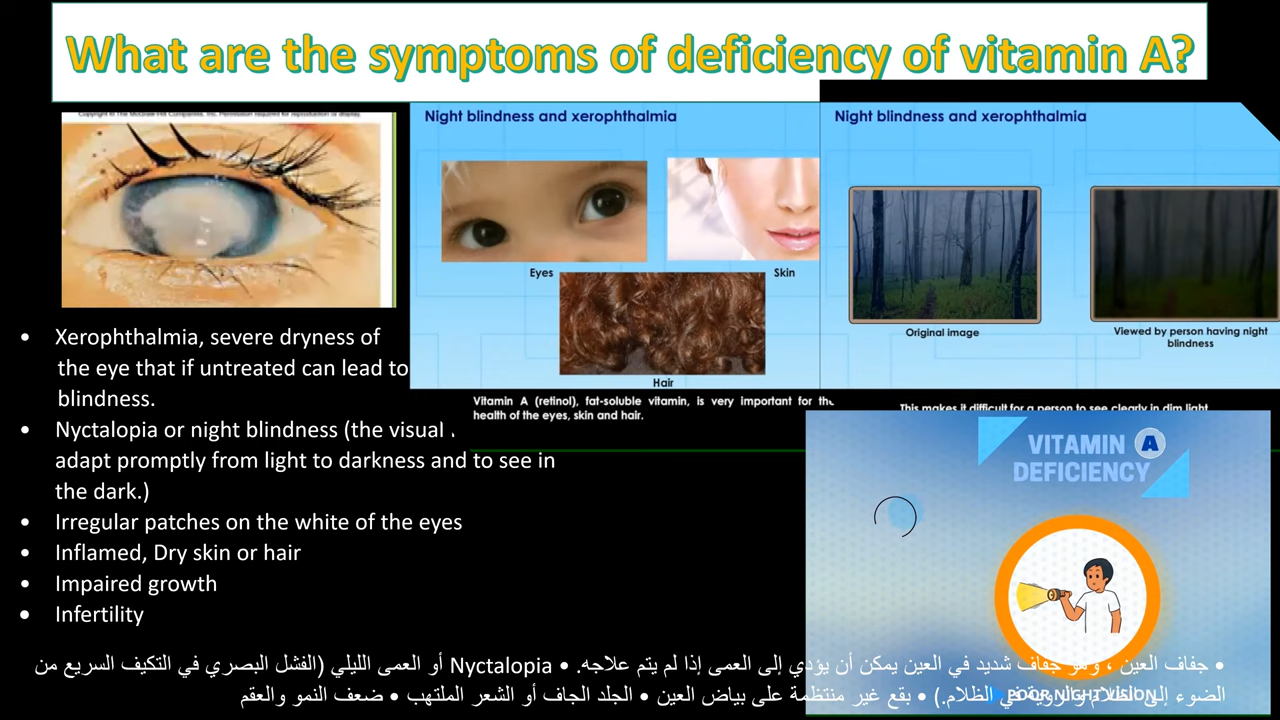 What are the symptoms of deficiency of vitamin A?
Copyright © The McGraw-Hill Companies, Inc. Permission required for reproduction or display.
Night blindness and xerophthalmia
Eyes
Skin
Hair
Vitamin A (retinol), fat-soluble vitamin, is very important for the
health of the eyes, skin and hair.
Night blindness and xerophthalmia
Original image
Viewed by person having night
blindness
This makes it difficult for a person to see clearly in dim light
• Xerophthalmia, severe dryness of
the eye that if untreated can lead to
blindness.
• Nyctalopia or night blindness (the visual
adapt promptly from light to darkness and to see in
the dark.)
• Irregular patches on the white of the eyes
• Inflamed, Dry skin or hair
• Impaired growth
• Infertility
VITAMIN A
DEFICIENCY
POOR NIGHT VISION
• جفاف العين ، وهو جفاف شديد في العين يمكن أن يؤدي إلى العمى إذا لم يتم علاجه. • Nyctalopia أو العمى الليلي (الفشل البصري في التكيف السريع من
الضوء إلى الظلام والرؤية في الظلام.) • بقع غير منتظمة على بياض العين • الجلد الجاف أو الشعر الملتهب • ضعف النمو والعقم